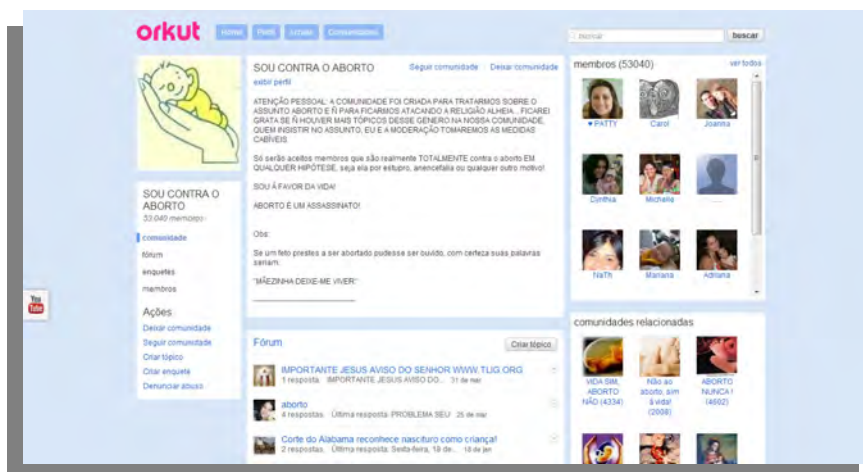 orkut
Home Perfil Comunidades
buscar
SOU CONTRA O ABORTO Seguir comunidade Deixar comunidade
exibir perfil
ATENÇÃO PESSOAL: A COMUNIDADE FOI CRIADA PARA TRATARMOS SOBRE O
ASSUNTO ABORTO E Ñ PARA FICARMOS ATACANDO A RELIGIÃO ALHEIA... FICAREI
GRATA SE Ñ HOUVER MAIS TÓPICOS DESSE GENERO NA NOSSA COMUNIDADE,
QUEM INSISTIR NO ASSUNTO, EU E A MODERAÇÃO TOMAREMOS AS MEDIDAS
CABÍVEIS.
Só serão aceitos membros que são realmente TOTALMENTE contra o aborto EM
QUALQUER HIPÓTESE, seja ela por estupro, anencefalia ou qualquer outro motivo!
SOU Á FAVOR DA VIDA!
ABORTO É UM ASSASSINATO!
Obs:
Se um feto prestes a ser abortado pudesse ser ouvido, com certeza suas palavras
seriam:
"MÃEZINHA DEIXE-ME VIVER"
SOU CONTRA O
ABORTO
53.040 membros
comunidade
fórum
enquetes
membros
Ações
Deixar comunidade
Seguir comunidade
Criar tópico
Criar enquete
Denunciar abuso
You
Tube
Fórum Criar tópico
IMPORTANTE JESUS AVISO DO SENHOR WWW.TLIG.ORG
1 resposta. IMPORTANTE JESUS AVISO DO... 31 de mar
aborto
4 respostas. Última resposta: PROBLEMA SEU 25 de mar
Corte do Alabama reconhece nascituro como criança!
2 respostas. Última resposta: Sexta-feira, 18 de... 18 de jan
membros (53040) ver todos
♥ PATTY Carol Joanna
Cynthia Michelle ......
NaTh Mariana Adriana
comunidades relacionadas
VIDA SIM, Não ao ABORTO
ABORTO aborto, sim NUNCA !
NÃO (4334) á vida! (4602)
(2008)